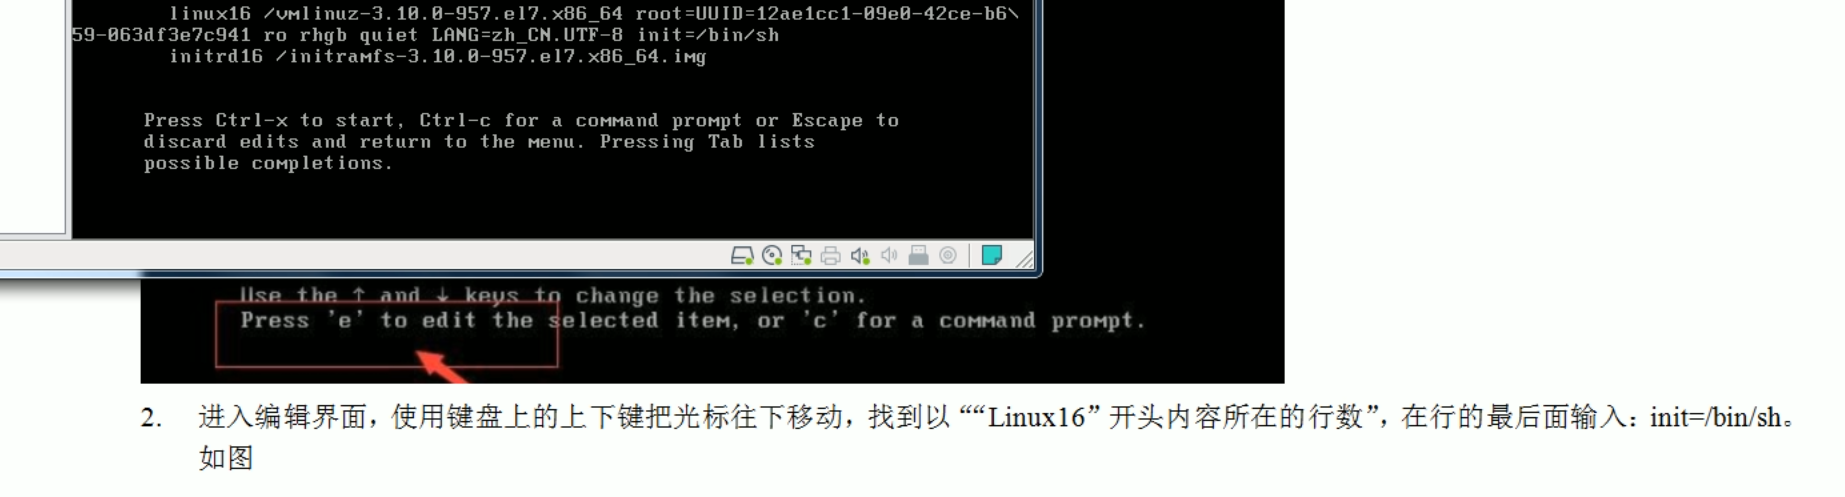 linux16 /vmlinuz-3.10.0-957.el7.x86_64 root=UUID=12ae1cc1-09e0-42ce-b6\
59-063df3e7c941 ro rhgb quiet LANG=zh_CN.UTF-8 init=/bin/sh
initrd16 /initramfs-3.10.0-957.el7.x86_64.img
Press Ctrl-x to start, Ctrl-c for a command prompt or Escape to
discard edits and return to the menu. Pressing Tab lists
possible completions.
Use the ↑ and ↓ keys to change the selection.
Press 'e' to edit the selected item, or 'c' for a command prompt.
2. 进入编辑界面，使用键盘上的上下键把光标往下移动，找到以““Linux16”开头内容所在的行数”，在行的最后面输入：init=/bin/sh。
如图